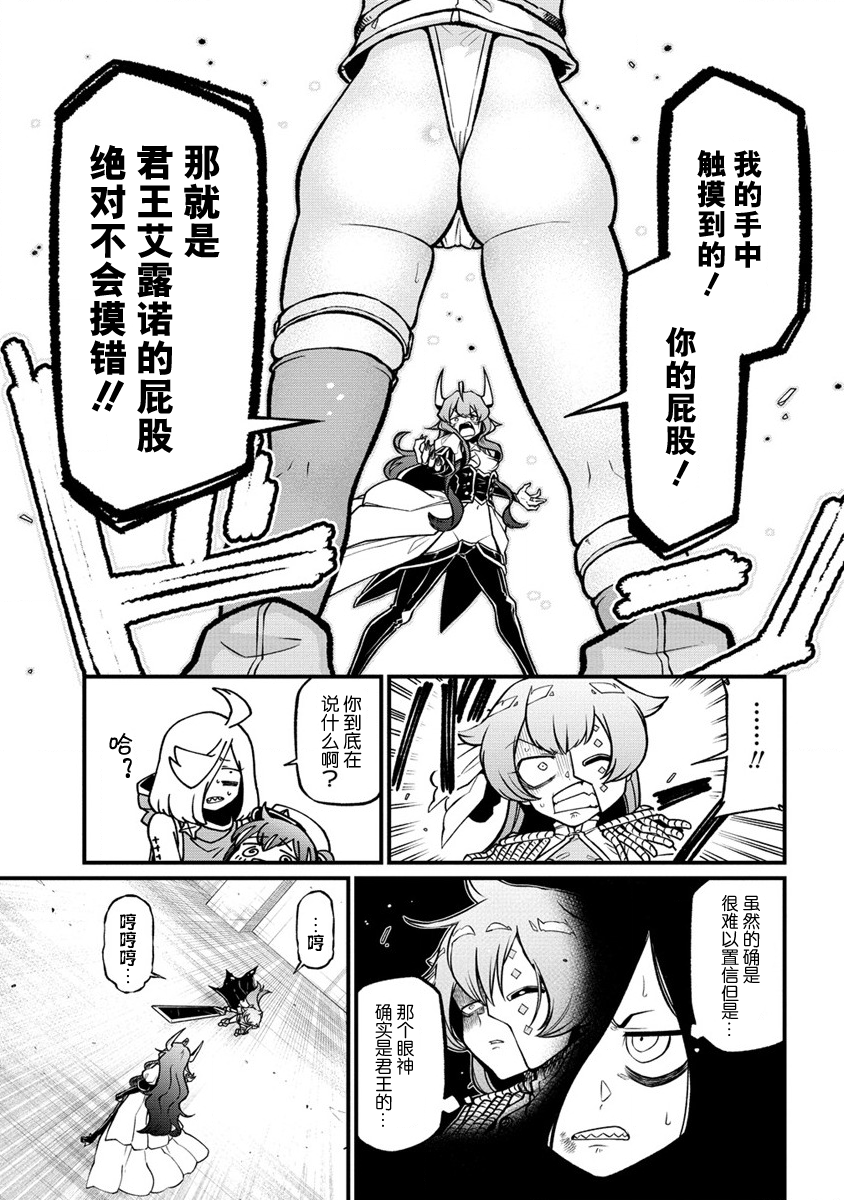 我的手中
触摸到的！
你的屁股！
那就是
君王艾露诺的屁股
绝对不会摸错！！
……！！
你到底在
说什么啊？
哈？
虽然的确是
很难以置信但是…
那个眼神
确实是君王的…
…哼
哼哼哼…